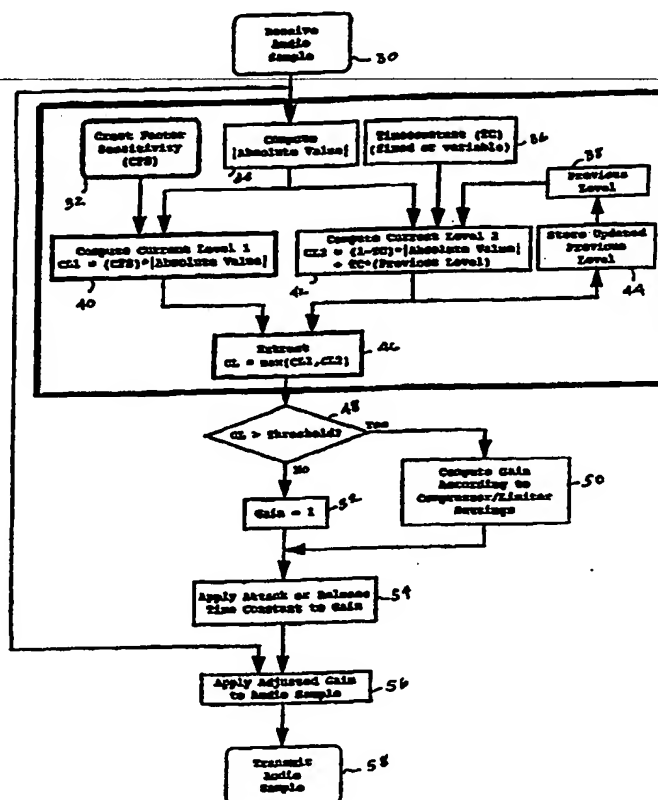 Receive
Audio
Sample
30
Crest Factor
Sensitivity
(CFS)
32
Compute
|Absolute Value|
Timeconstant (TC)
(fixed or variable)
36
38
Previous
Level
Compute Current Level 1
CL1 = (CFS)*|Absolute Value|
40
Compute Current Level 2
CL2 = (1-TC)*|Absolute Value|
+ TC*(Previous Level)
42
Store Updated
Previous
Level
44
Extract
CL = max(CL1,CL2)
46
CL > Threshold?
48
Yes
No
Compute Gain
According to
Compressor/Limiter
Settings
50
Gain = 1
52
Apply Attack or Release
Time Constant to Gain
54
Apply Adjusted Gain
to Audio Sample
56
Transmit
Audio
Sample
58